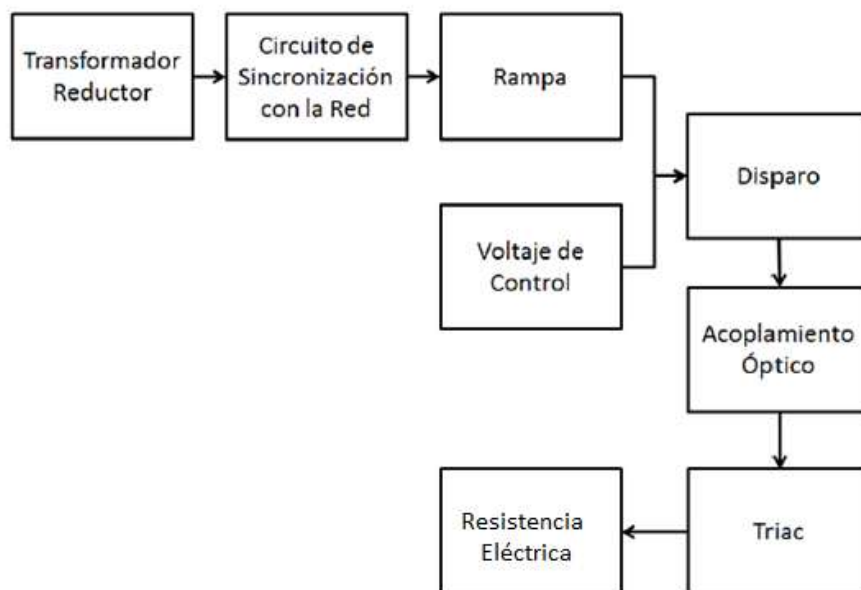 Transformador
Reductor
Circuito de
Sincronización
con la Red
Rampa
Voltaje de
Control
Disparo
Acoplamiento
Óptico
Triac
Resistencia
Eléctrica